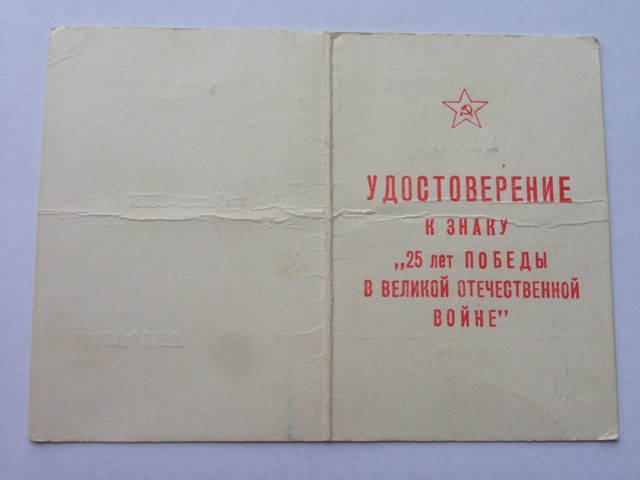 УДОСТОВЕРЕНИЕ
К ЗНАКУ
„25 лет ПОБЕДЫ
В ВЕЛИКОЙ ОТЕЧЕСТВЕННОЙ
ВОЙНЕ”